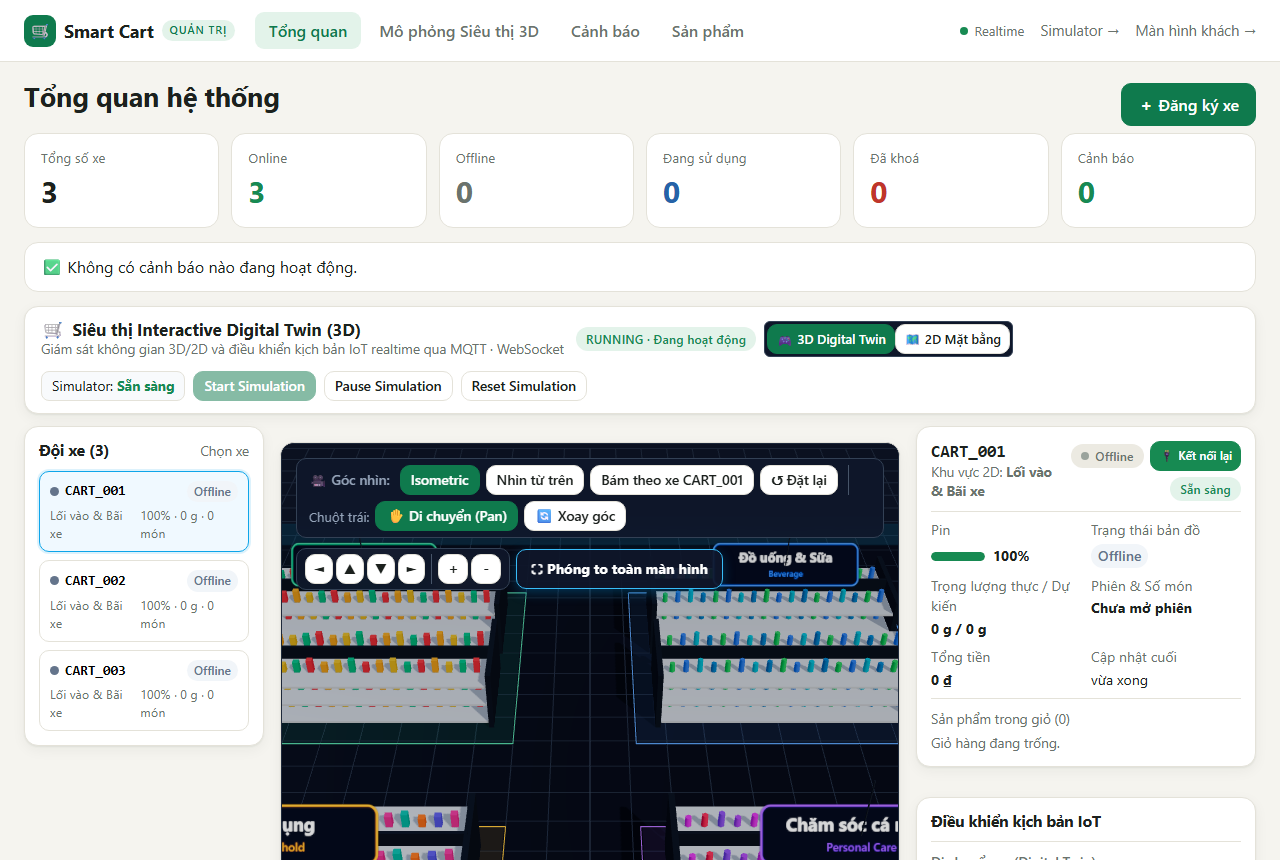 Smart Cart QUẢN TRỊ Tổng quan Mô phỏng Siêu thị 3D Cảnh báo Sản phẩm Realtime Simulator → Màn hình khách →
Tổng quan hệ thống
+ Đăng ký xe
Tổng số xe Online Offline Đang sử dụng Đã khoá Cảnh báo
3 3 0 0 0 0
Không có cảnh báo nào đang hoạt động.
Siêu thị Interactive Digital Twin (3D)
Giám sát không gian 3D/2D và điều khiển kịch bản IoT realtime qua MQTT · WebSocket
RUNNING · Đang hoạt động
3D Digital Twin 2D Mặt bằng
Simulator: Sẵn sàng Start Simulation Pause Simulation Reset Simulation
Đội xe (3) Chọn xe
CART_001 Offline
Lối vào & Bãi xe 100% · 0 g · 0 món
CART_002 Offline
Lối vào & Bãi xe 100% · 0 g · 0 món
CART_003 Offline
Lối vào & Bãi xe 100% · 0 g · 0 món
Góc nhìn: Isometric Nhìn từ trên Bám theo xe CART_001 ↺ Đặt lại
Chuột trái: Di chuyển (Pan) Xoay góc
◄ ▲ ▼ ► + - Phóng to toàn màn hình
Đồ uống & Sữa
Beverage
ụng
hold
Chăm sóc cá
Personal Care
CART_001 Offline Kết nối lại
Khu vực 2D: Lối vào
& Bãi xe
Sẵn sàng
Pin Trạng thái bản đồ
100% Offline
Trọng lượng thực / Dự
kiến
0 g / 0 g
Phiên & Số món
Chưa mở phiên
Tổng tiền Cập nhật cuối
0 ₫ vừa xong
Sản phẩm trong giỏ (0)
Giỏ hàng đang trống.
Điều khiển kịch bản IoT